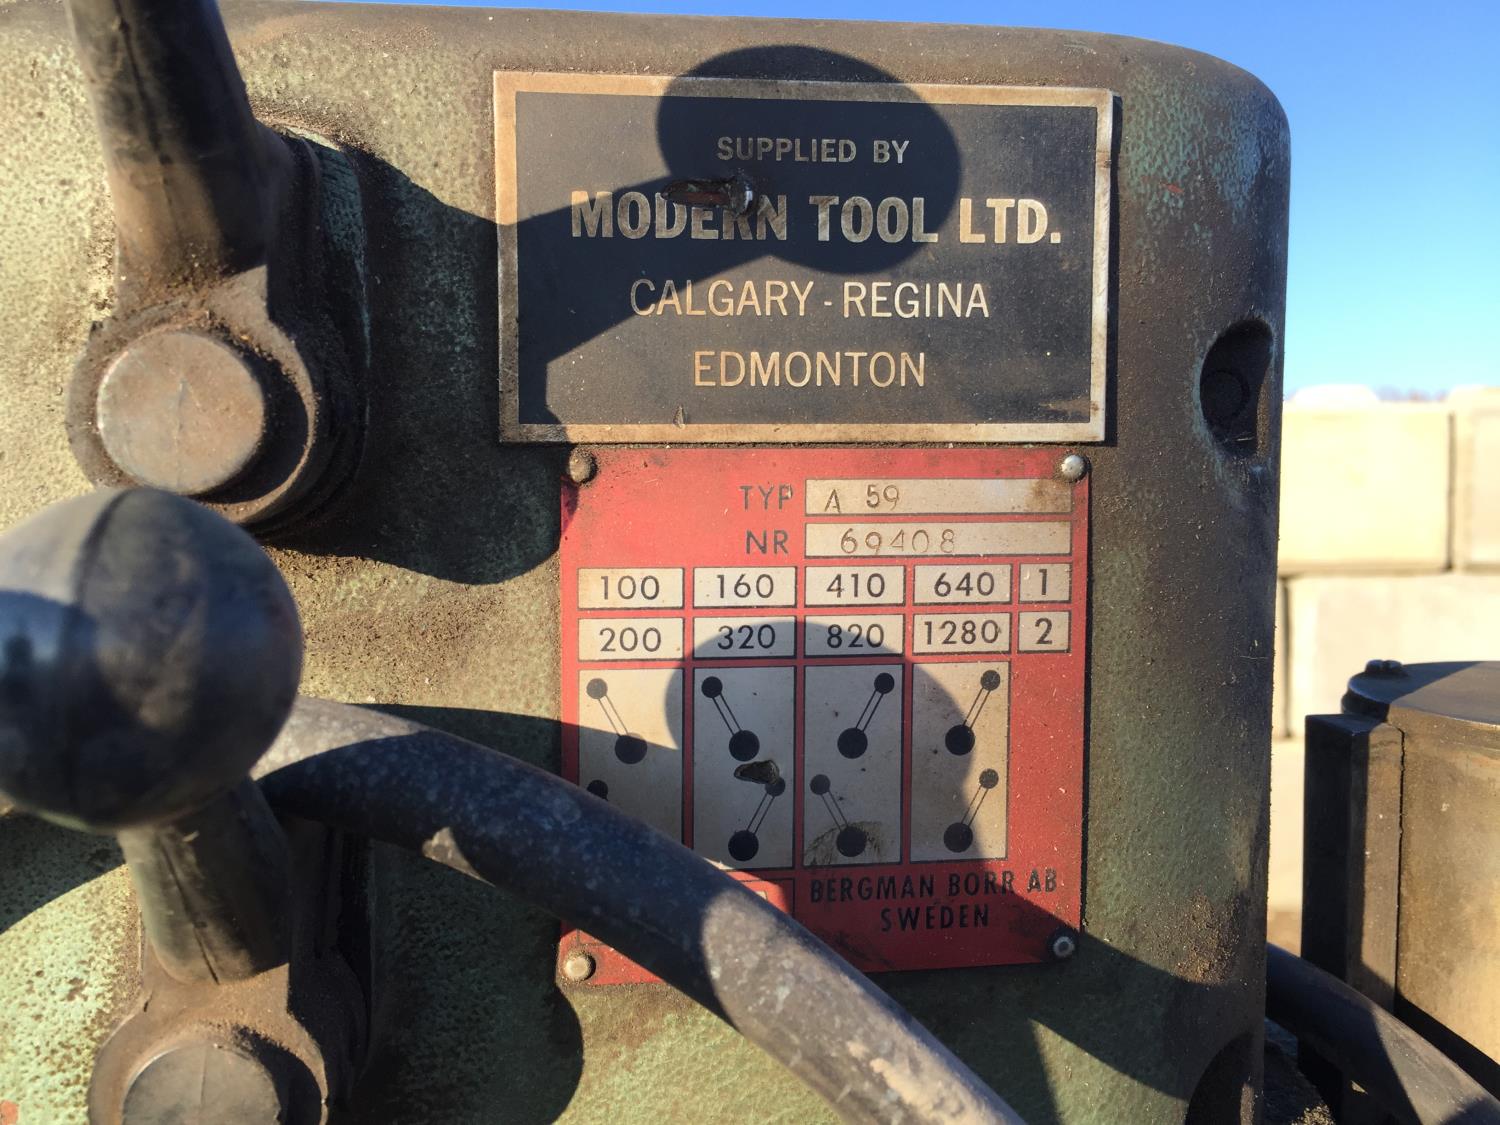 SUPPLIED BY
MODERN TOOL LTD.
CALGARY - REGINA
EDMONTON
TYP A 59
NR 69408
100 160 410 640 1
200 320 820 1280 2
BERGMAN BORR AB
SWEDEN